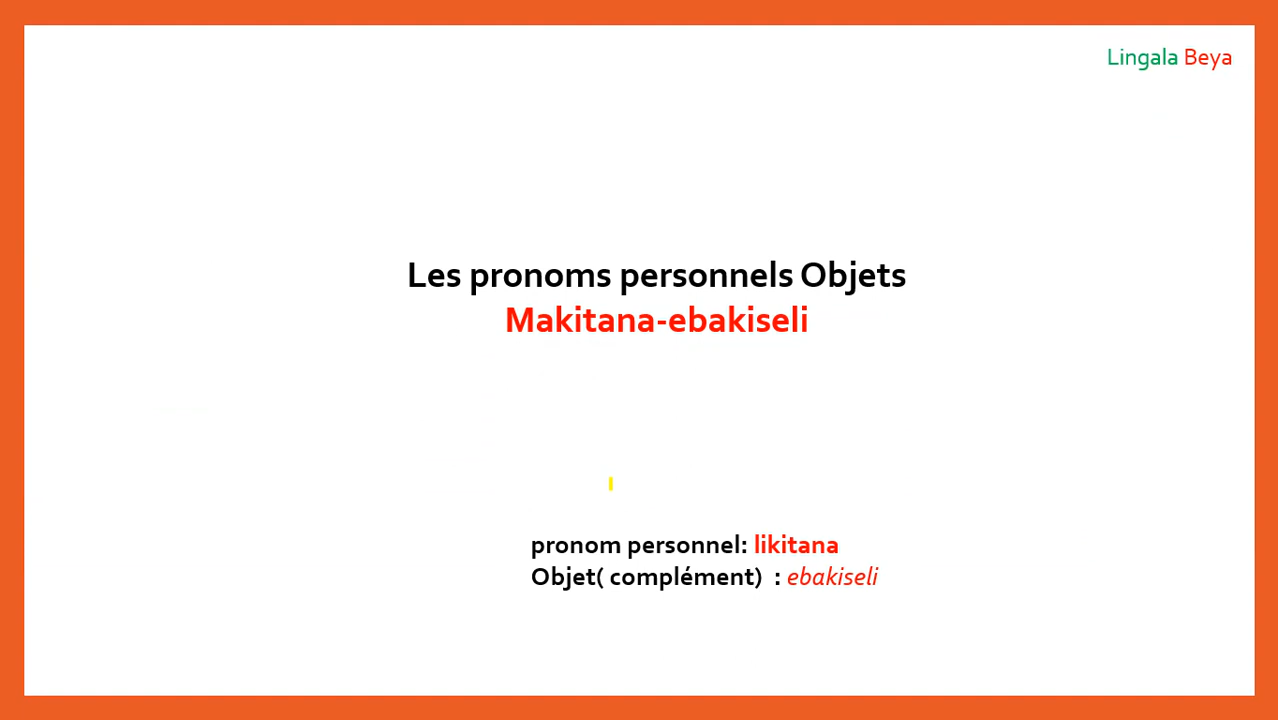 Lingala Beya
Les pronoms personnels Objets
Makitana-ebakiseli
pronom personnel: likitana
Objet( complément)  : ebakiseli